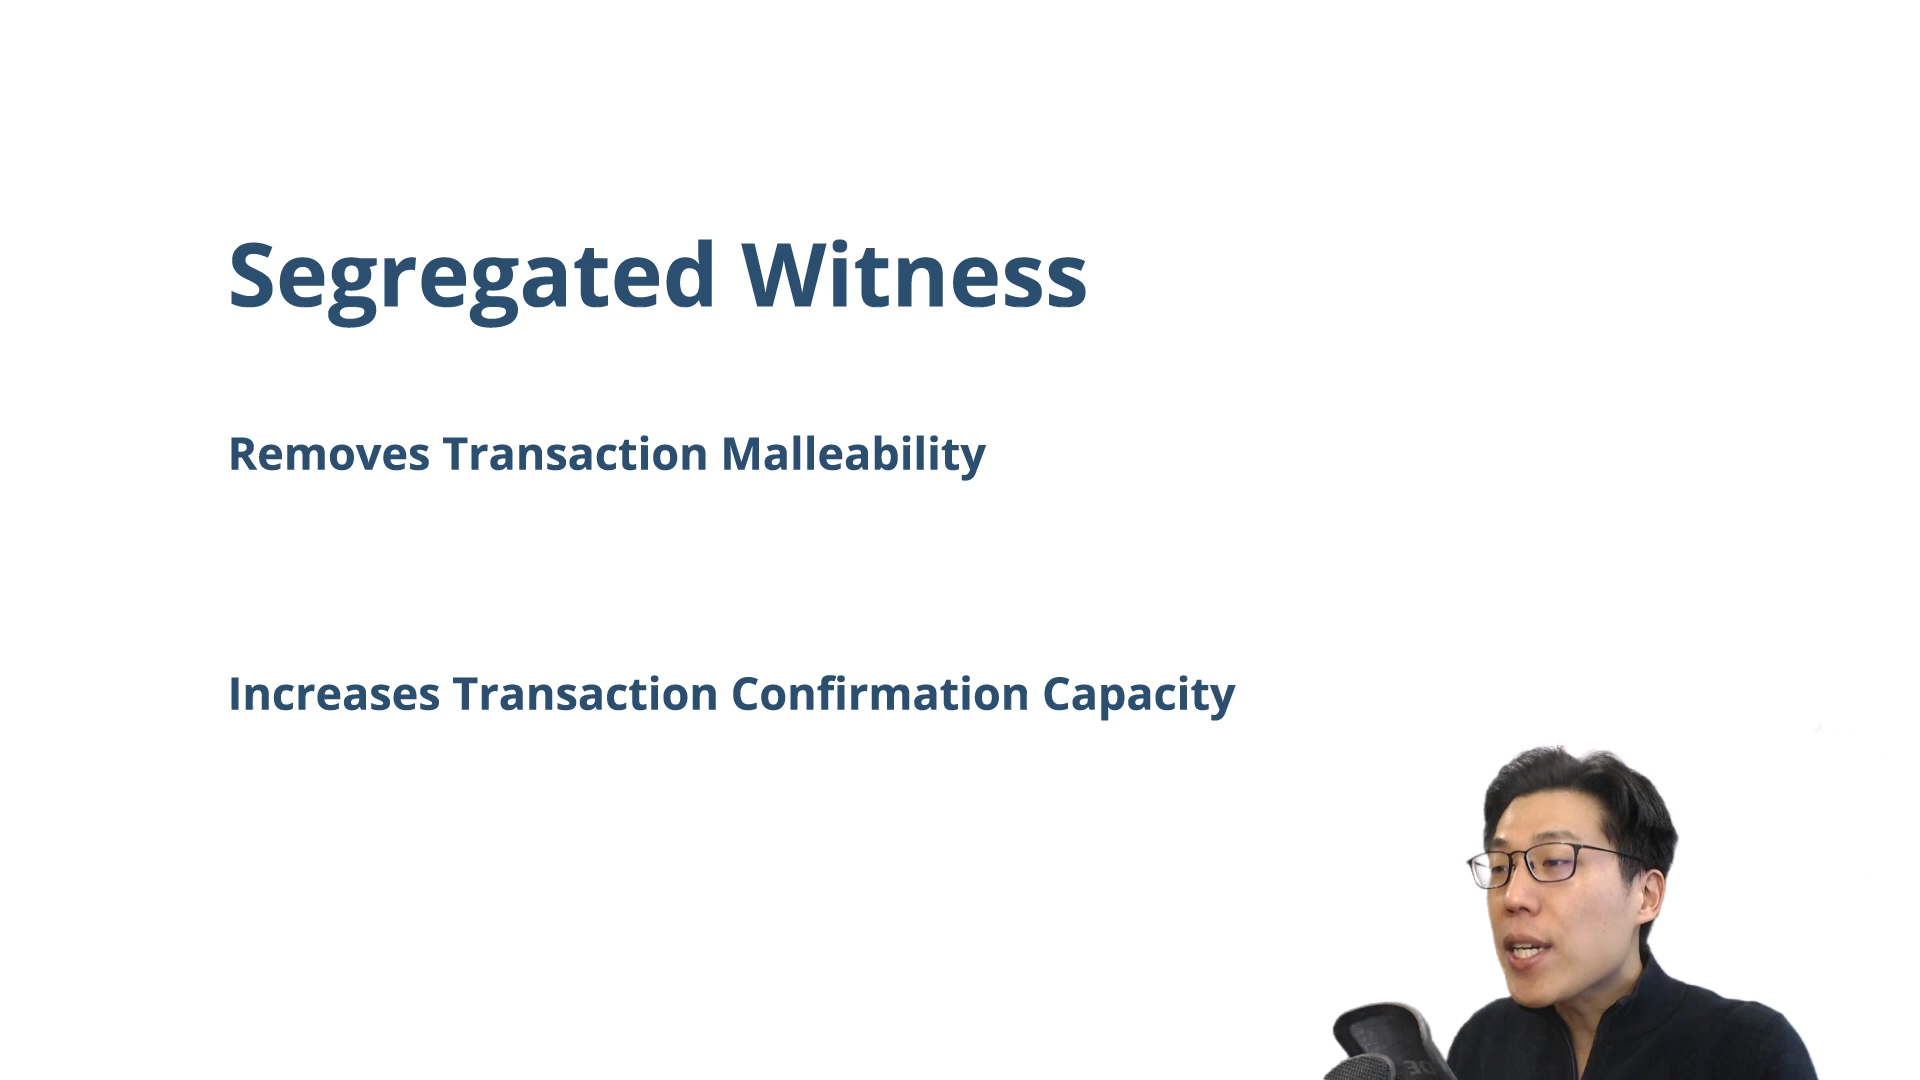 Segregated Witness
Removes Transaction Malleability
Increases Transaction Confirmation Capacity